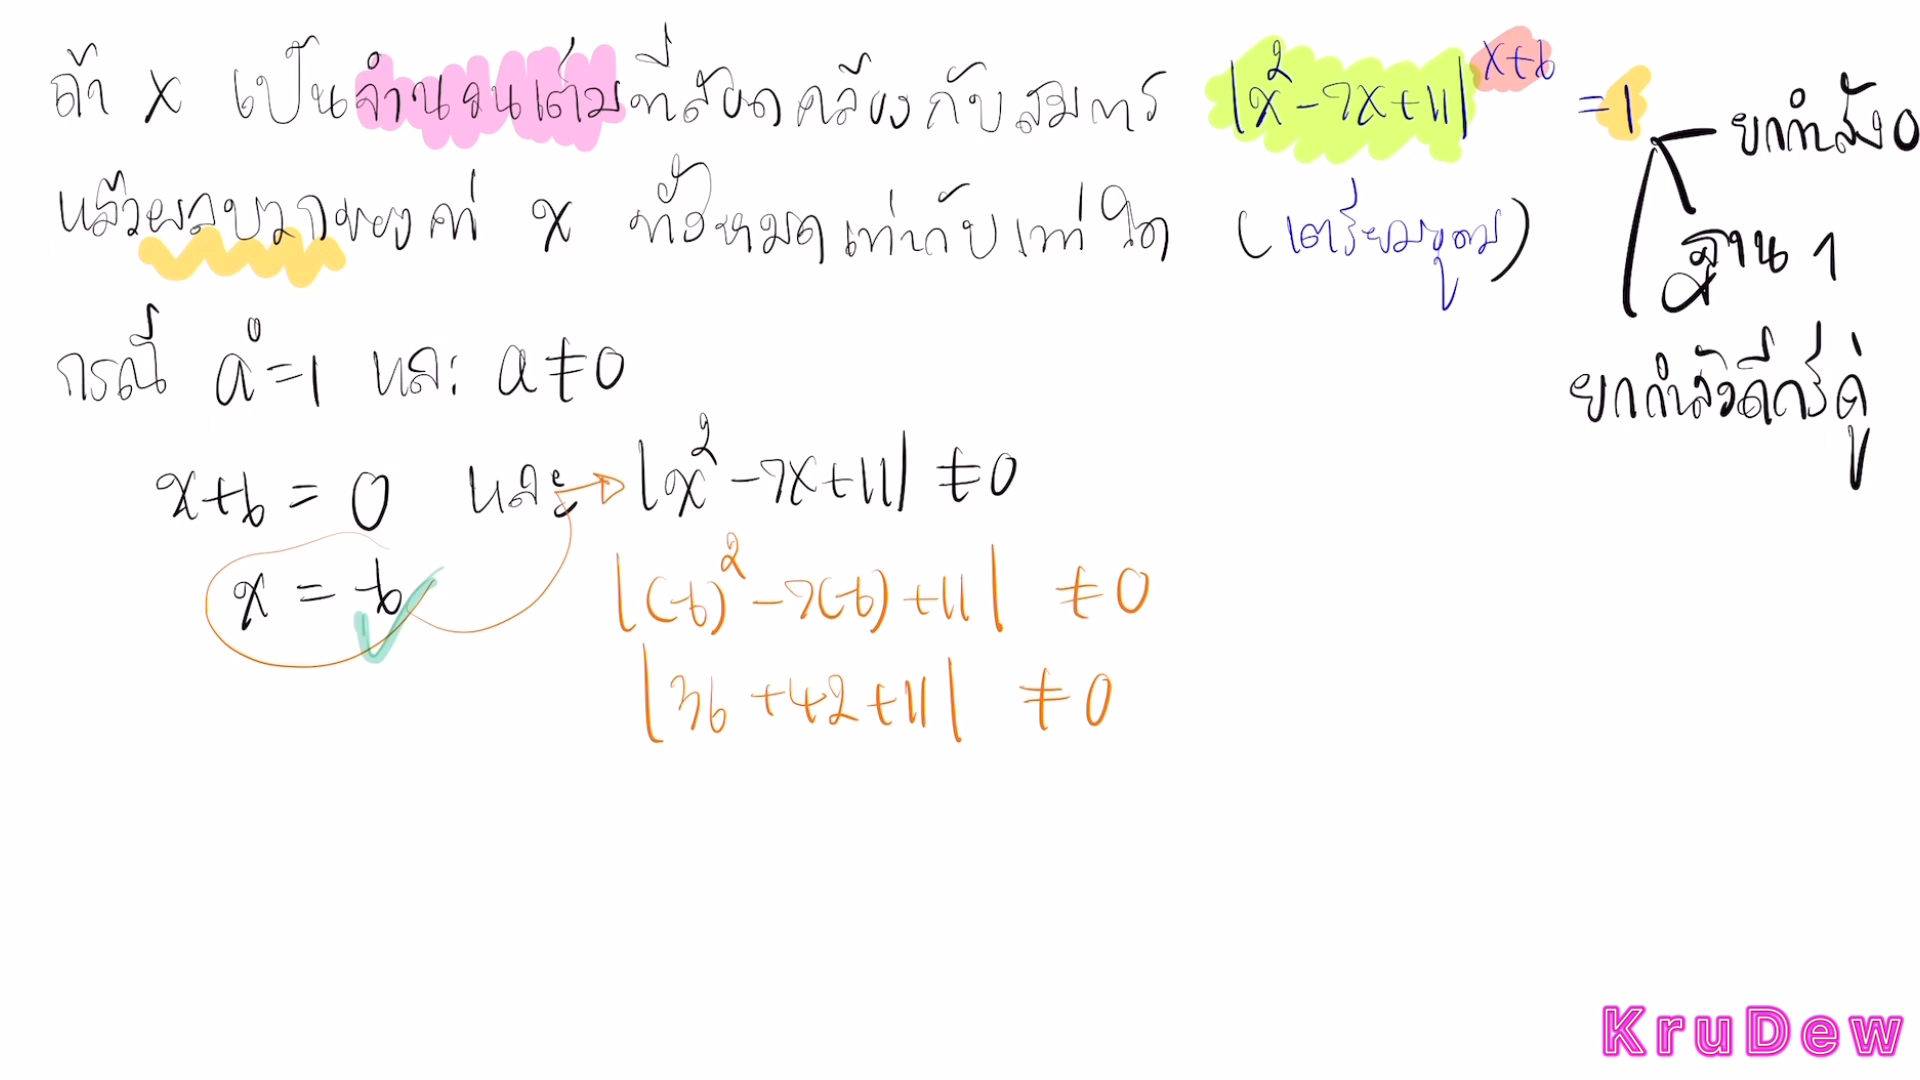 ถ้า x เป็นจำนวนเต็มที่สอดคล้องกับสมการ |x²-7x+11|^(x+6) = 1
แล้วผลบวกของค่า x ทั้งหมดเท่ากับเท่าใด (เตรียมอุดม)
ยกกำลัง 0
ฐาน 1
ยกกำลังดีกรีคู่
กรณี a⁰=1 และ a≠0
x+6 = 0 และ |x²-7x+11| ≠0
x = -6 |(-6)²-7(-6)+11| ≠0
|36+42+11| ≠0
KruDew